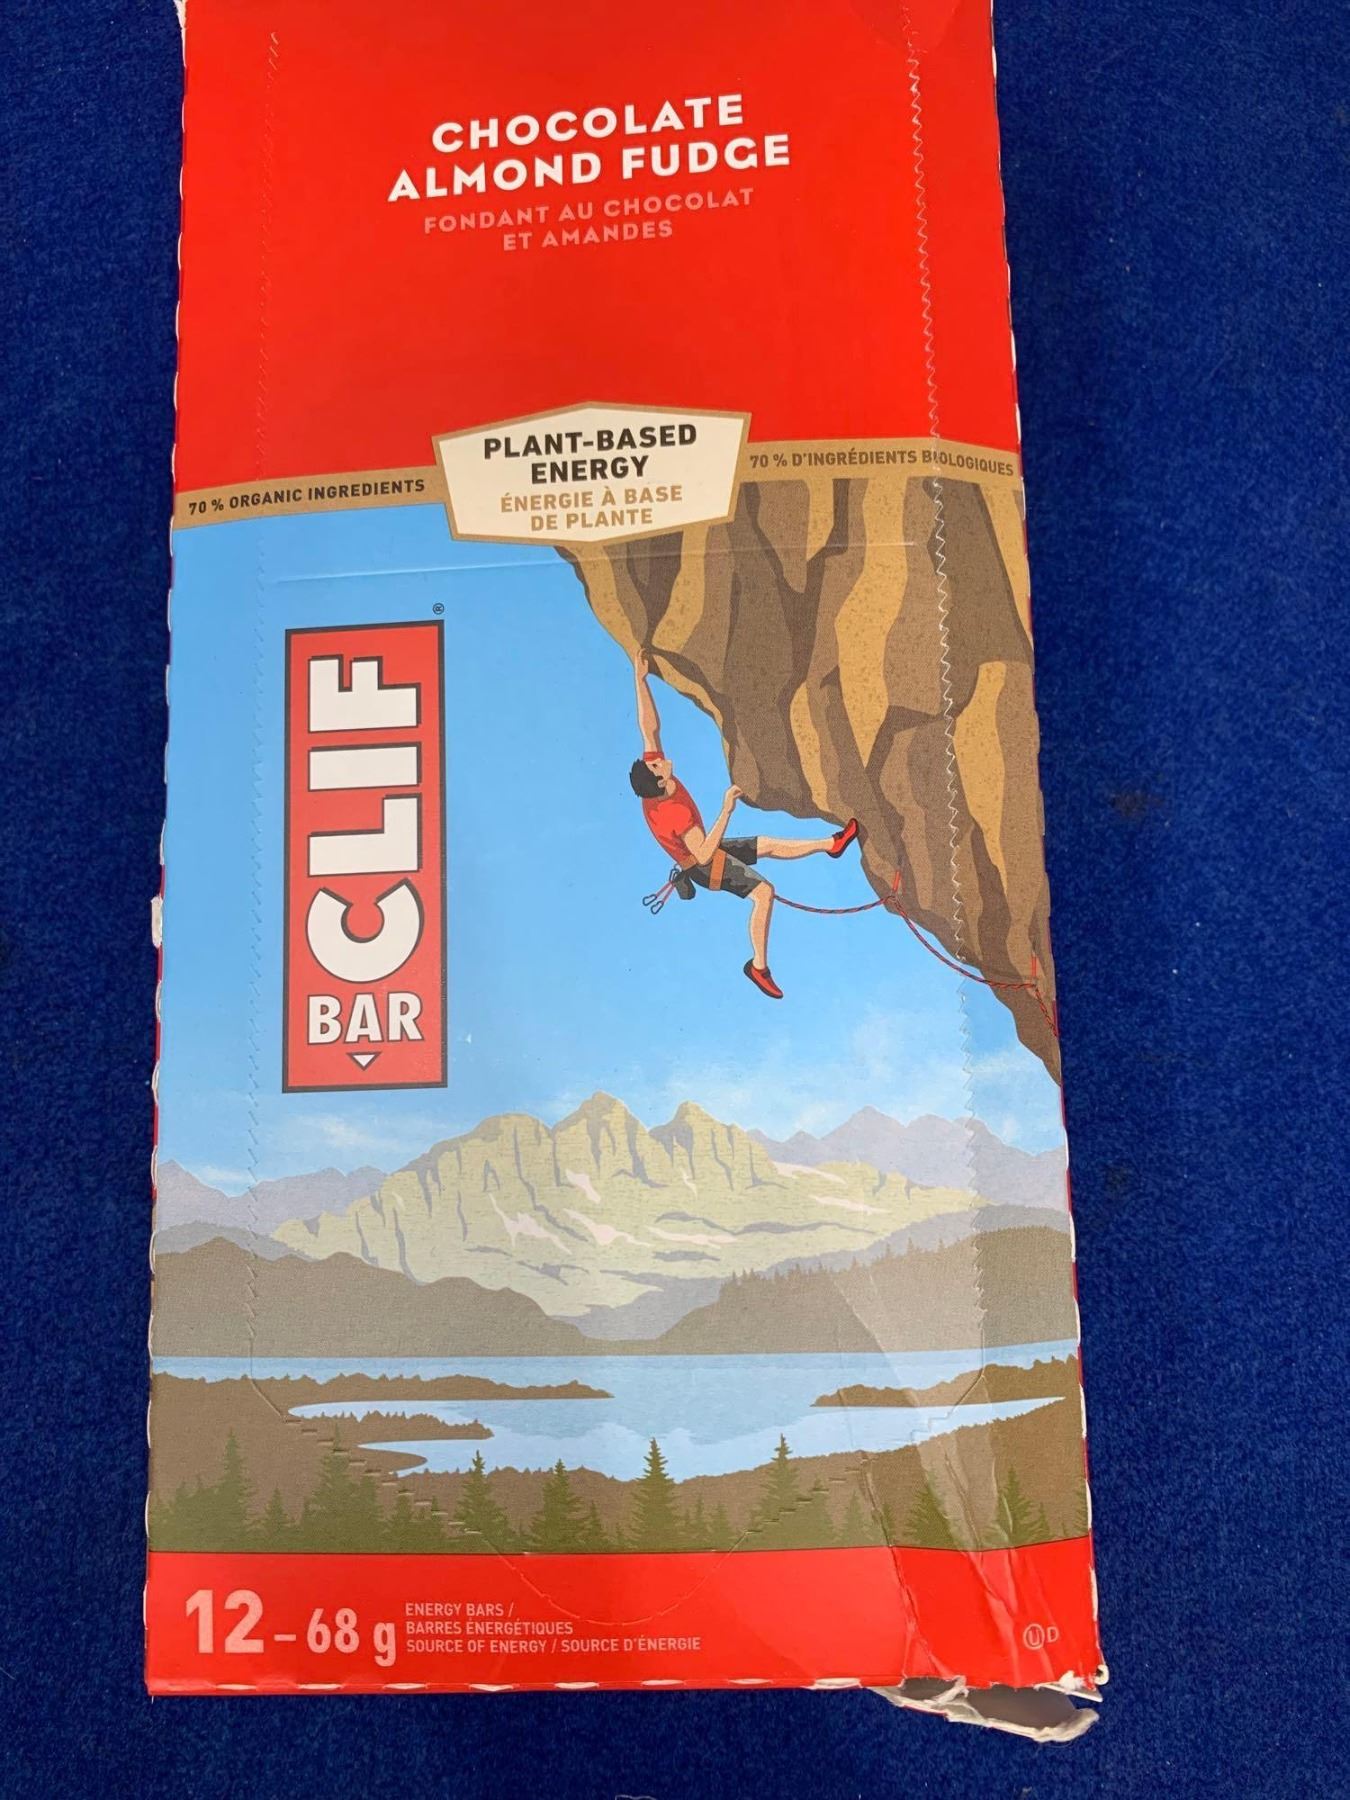 CHOCOLATE
ALMOND FUDGE
FONDANT AU CHOCOLAT
ET AMANDES
PLANT-BASED
ENERGY
ÉNERGIE À BASE
DE PLANTE
70 % ORGANIC INGREDIENTS
70 % D'INGRÉDIENTS BIOLOGIQUES
CLIF®
BAR
12 - 68 g
ENERGY BARS /
BARRES ÉNERGÉTIQUES
SOURCE OF ENERGY / SOURCE D'ÉNERGIE
U D